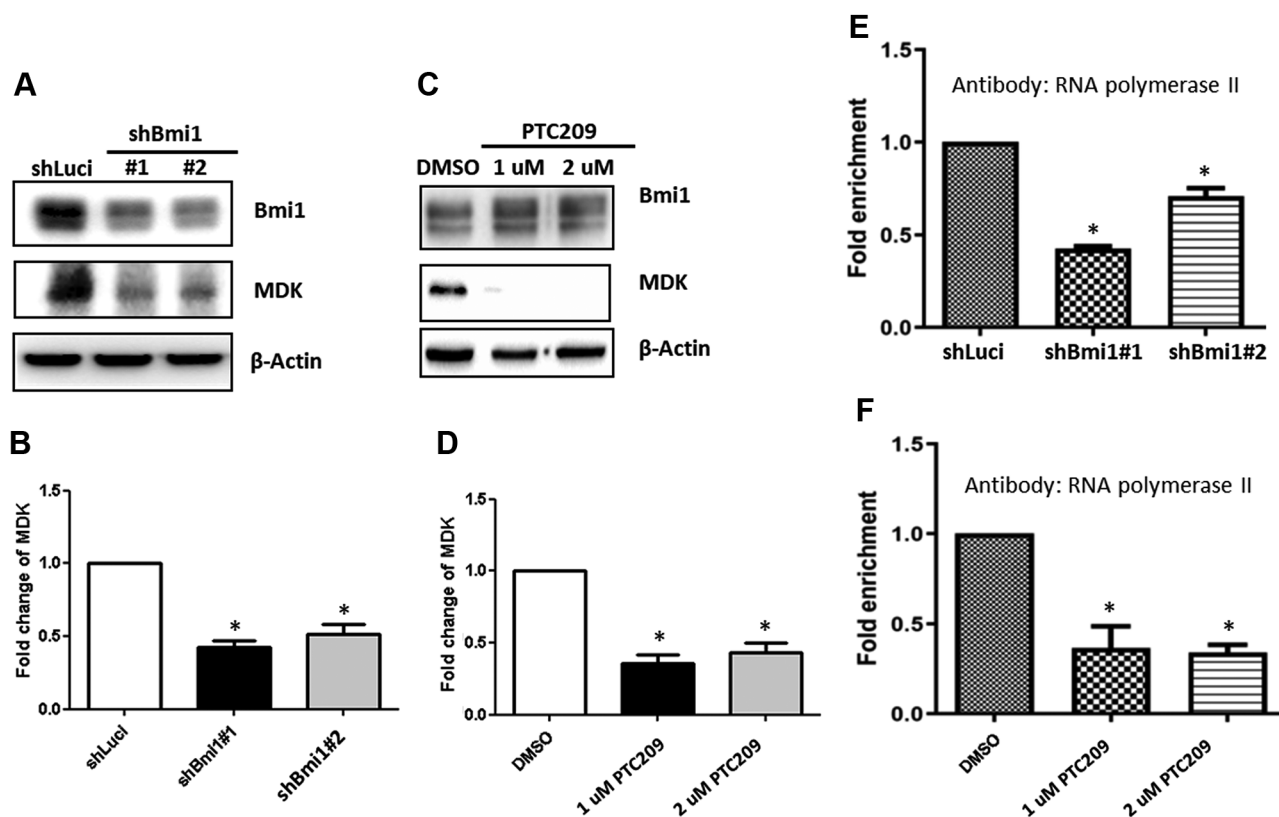 A
shBmi1
shLuci #1 #2
Bmi1
MDK
β-Actin
B
Fold change of MDK
1.5
1.0
0.5
0.0
*
*
shLuci
shBmi1#1
shBmi1#2
C
PTC209
DMSO 1 uM 2 uM
Bmi1
MDK
β-Actin
D
Fold change of MDK
1.5
1.0
0.5
0.0
*
*
DMSO
1 uM PTC209
2 uM PTC209
E
Fold enrichment
1.5
1.0
0.5
0.0
Antibody: RNA polymerase II
*
*
shLuci shBmi1#1 shBmi1#2
F
Fold enrichment
1.5
1.0
0.5
0.0
Antibody: RNA polymerase II
*
*
DMSO
1 uM PTC209
2 uM PTC209